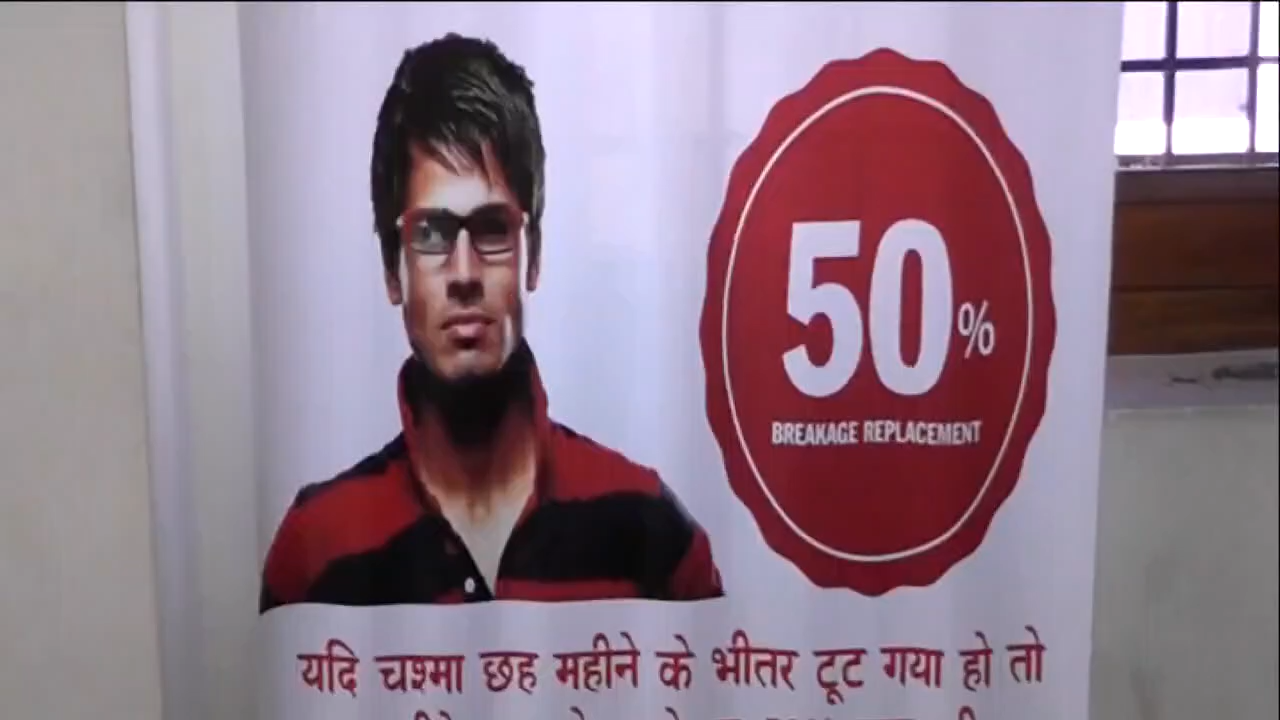 50%
BREAKAGE REPLACEMENT
यदि चश्मा छह महीने के भीतर टूट गया हो तो